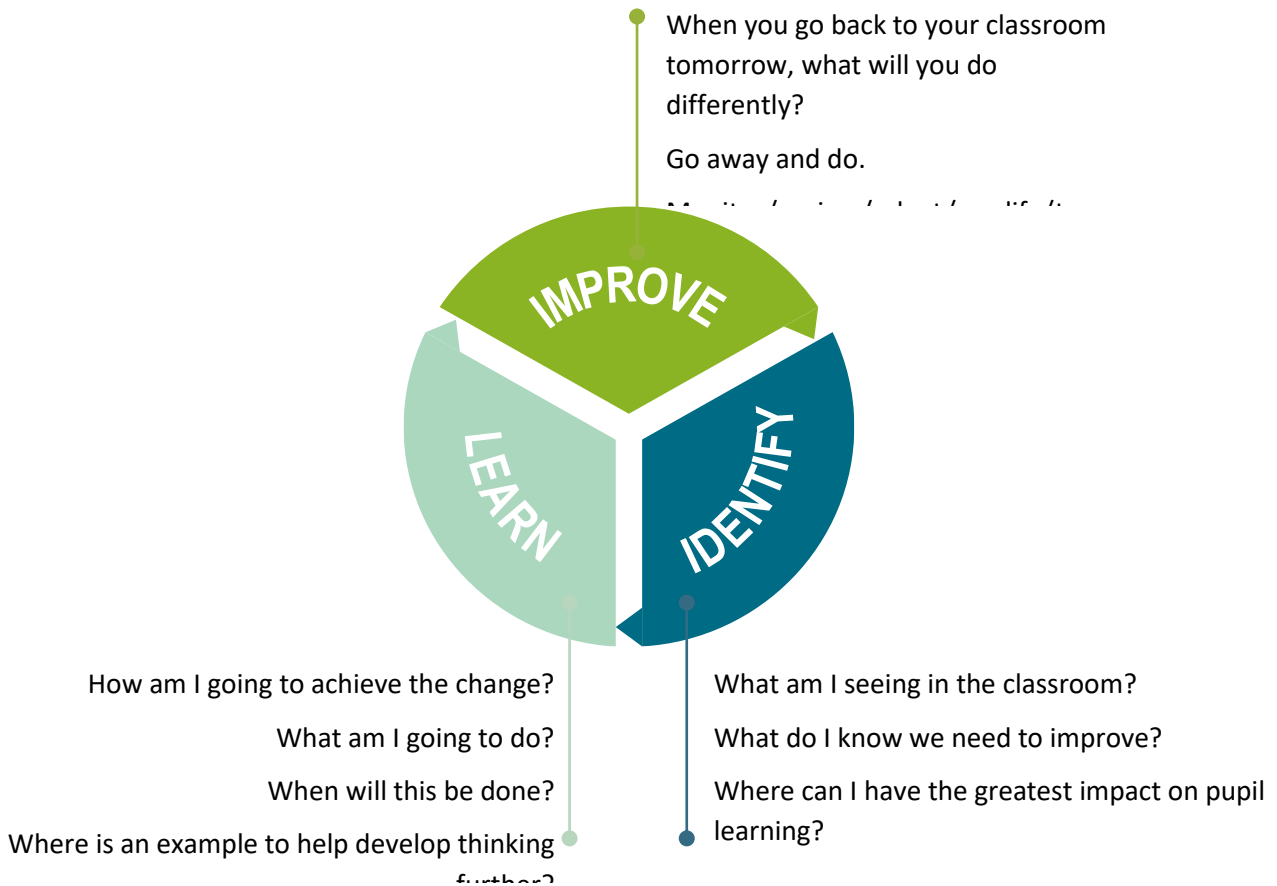 When you go back to your classroom
tomorrow, what will you do
differently?
Go away and do.
IMPROVE
LEARN
IDENTIFY
How am I going to achieve the change?
What am I going to do?
When will this be done?
Where is an example to help develop thinking
further?
What am I seeing in the classroom?
What do I know we need to improve?
Where can I have the greatest impact on pupil
learning?